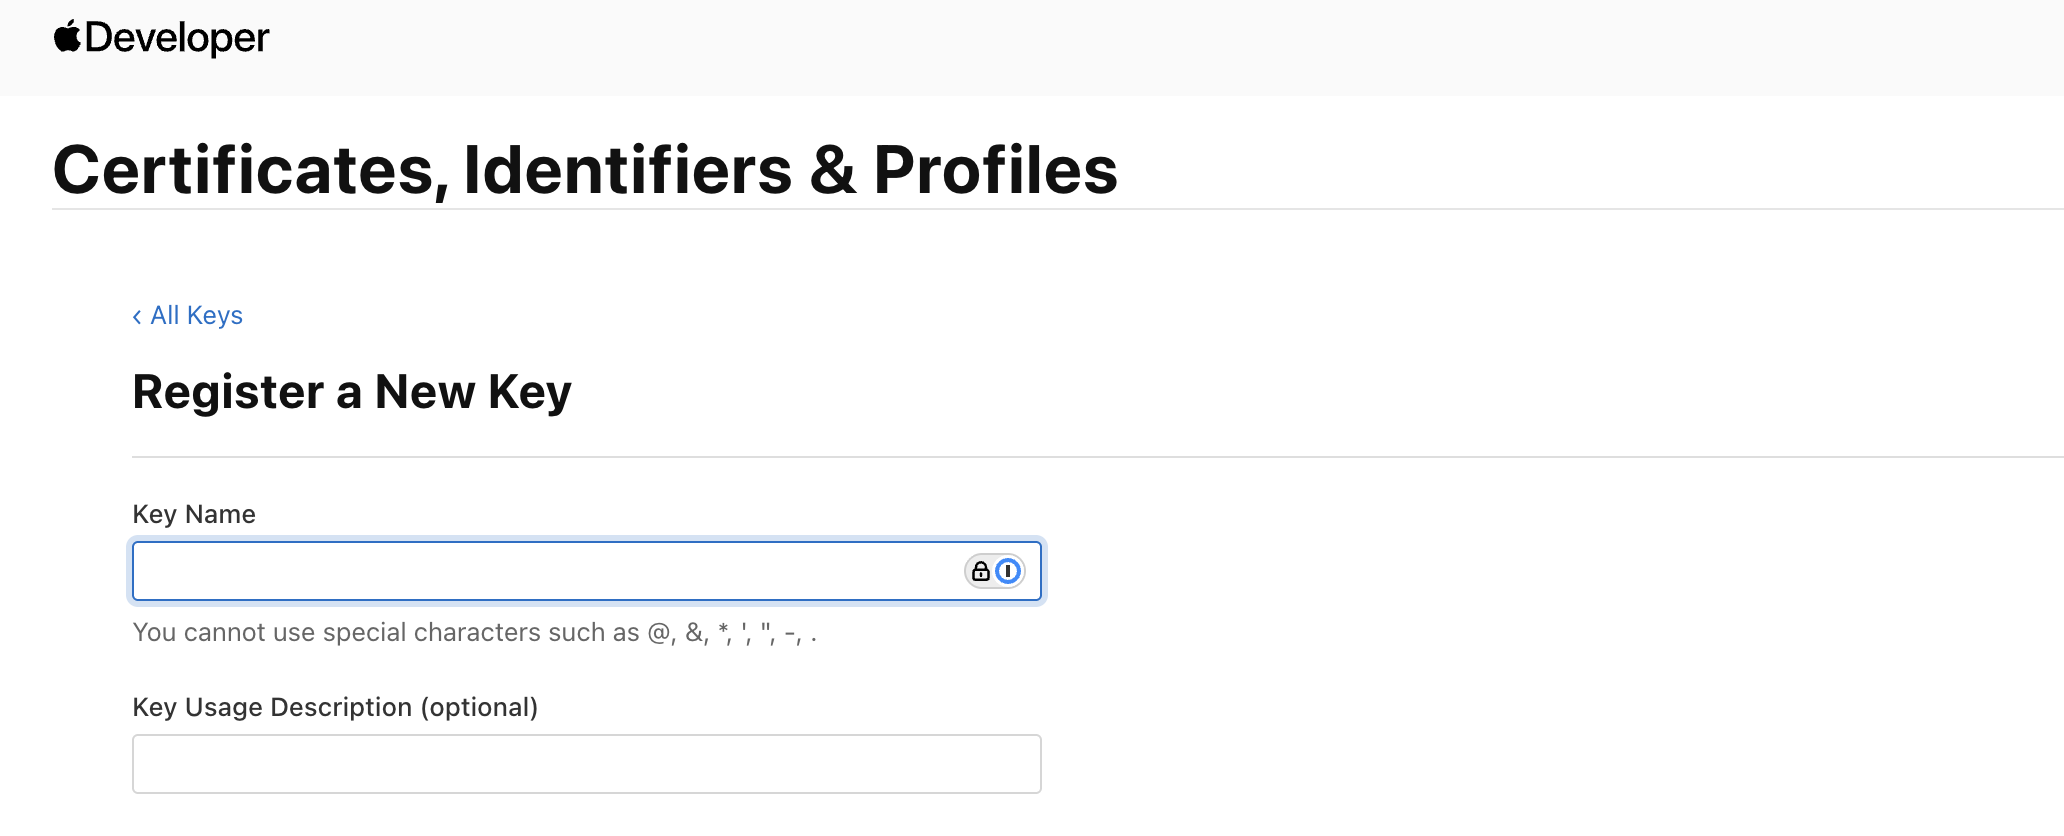 Developer
Certificates, Identifiers & Profiles
‹ All Keys
Register a New Key
Key Name
You cannot use special characters such as @, &, *, ', ", -, .
Key Usage Description (optional)